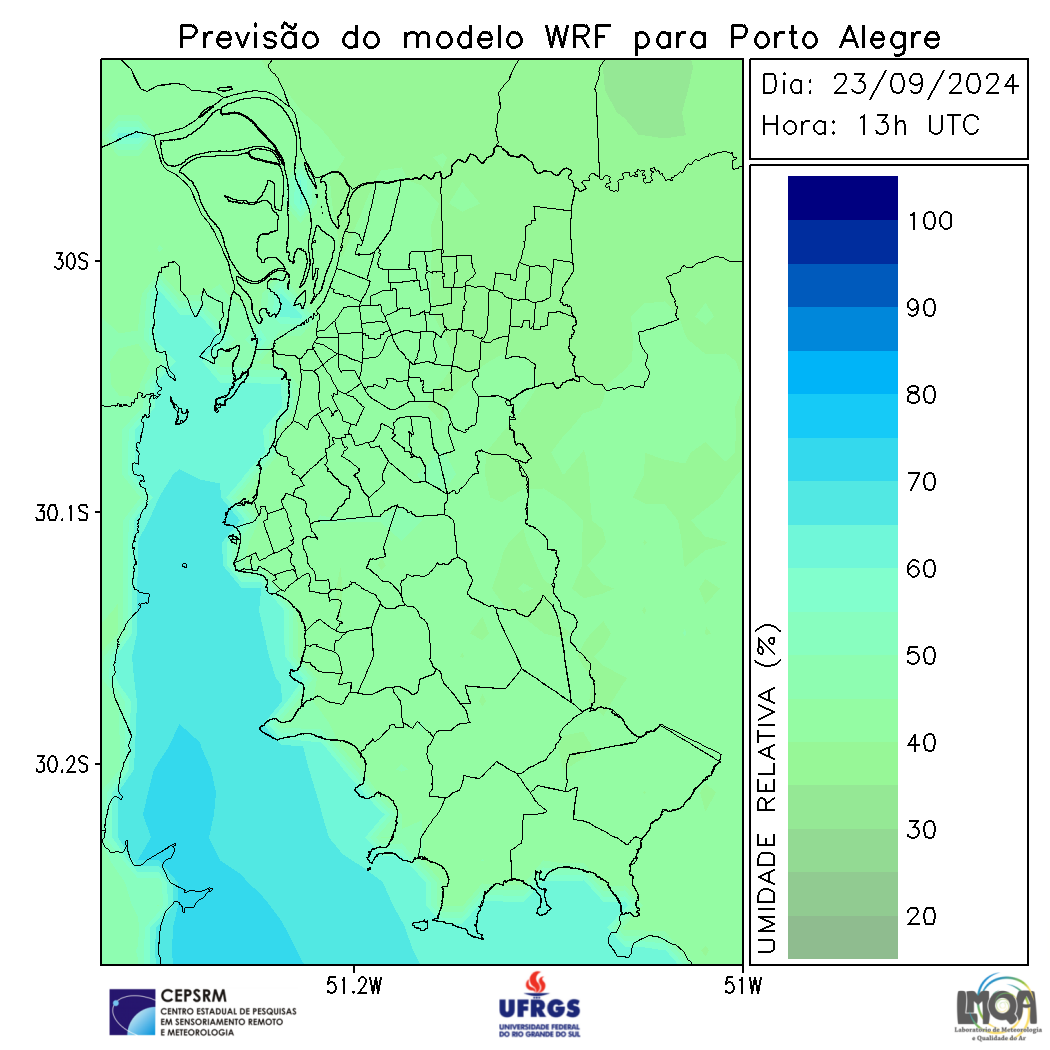 Previsão do modelo WRF para Porto Alegre
Dia: 23/09/2024
Hora: 13h UTC
30S
30.1S
30.2S
51.2W
51W
UMIDADE RELATIVA (%)
100
90
80
70
60
50
40
30
20
CEPSRM
CENTRO ESTADUAL DE PESQUISAS
EM SENSORIAMENTO REMOTO
E METEOROLOGIA
UFRGS
UNIVERSIDADE FEDERAL
DO RIO GRANDE DO SUL
LMQA
Laboratório de Meteorologia
e Qualidade do Ar